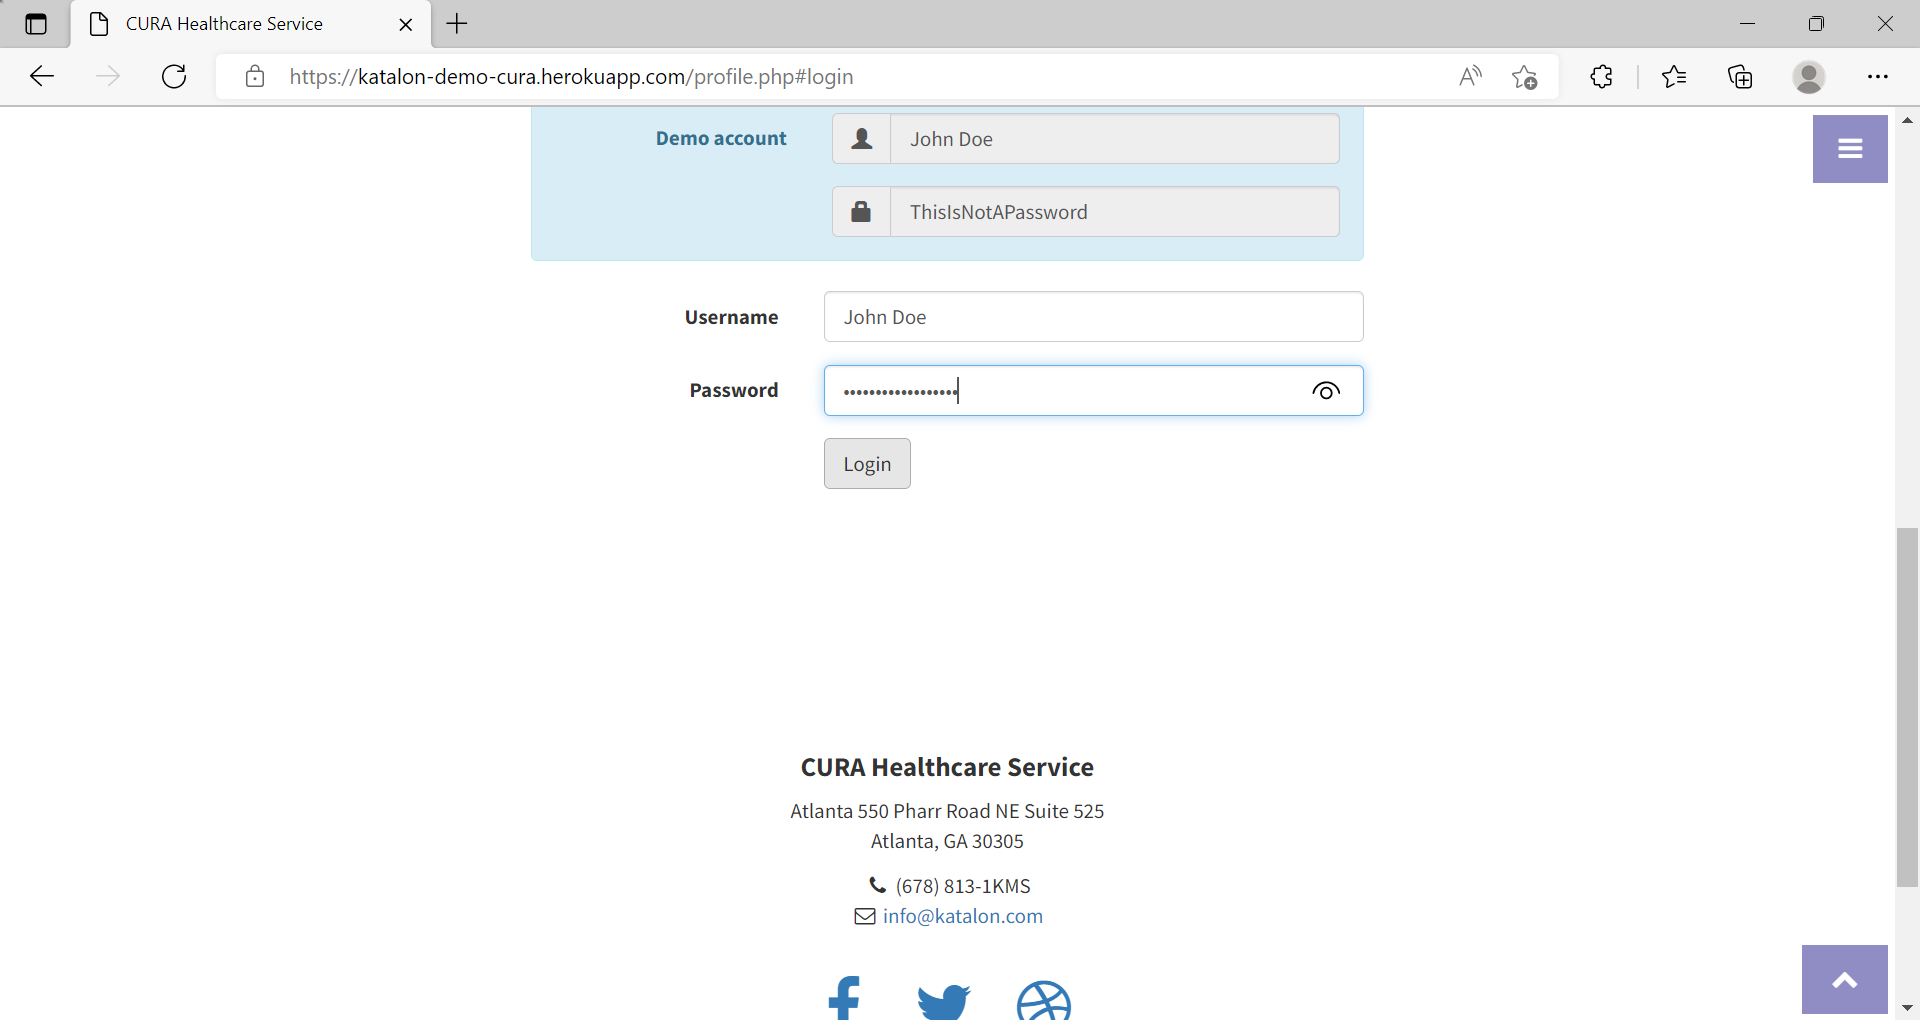 CURA Healthcare Service
https://katalon-demo-cura.herokuapp.com/profile.php#login
Demo account
John Doe
ThisIsNotAPassword
Username
John Doe
Password
••••••••••••••••••
Login
CURA Healthcare Service
Atlanta 550 Pharr Road NE Suite 525
Atlanta, GA 30305
(678) 813-1KMS
info@katalon.com